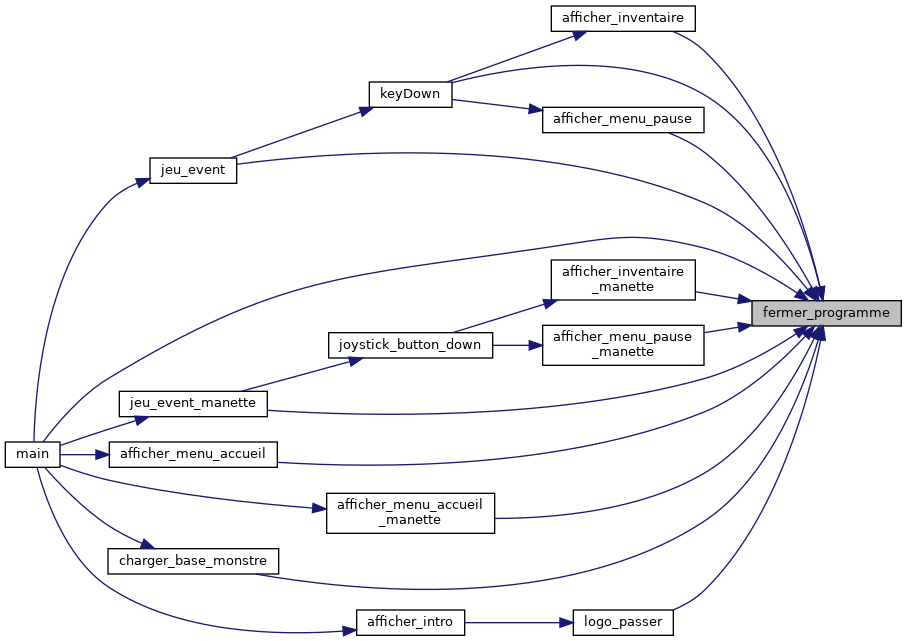 afficher_inventaire
keyDown
afficher_menu_pause
jeu_event
afficher_inventaire
_manette
fermer_programme
afficher_menu_pause
_manette
joystick_button_down
jeu_event_manette
main
afficher_menu_accueil
afficher_menu_accueil
_manette
charger_base_monstre
afficher_intro
logo_passer